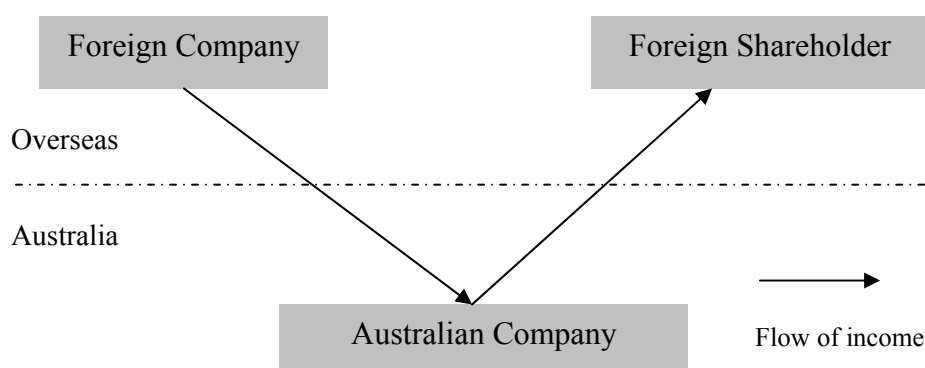 Foreign Company
Foreign Shareholder
Overseas
Australia
Australian Company
Flow of income